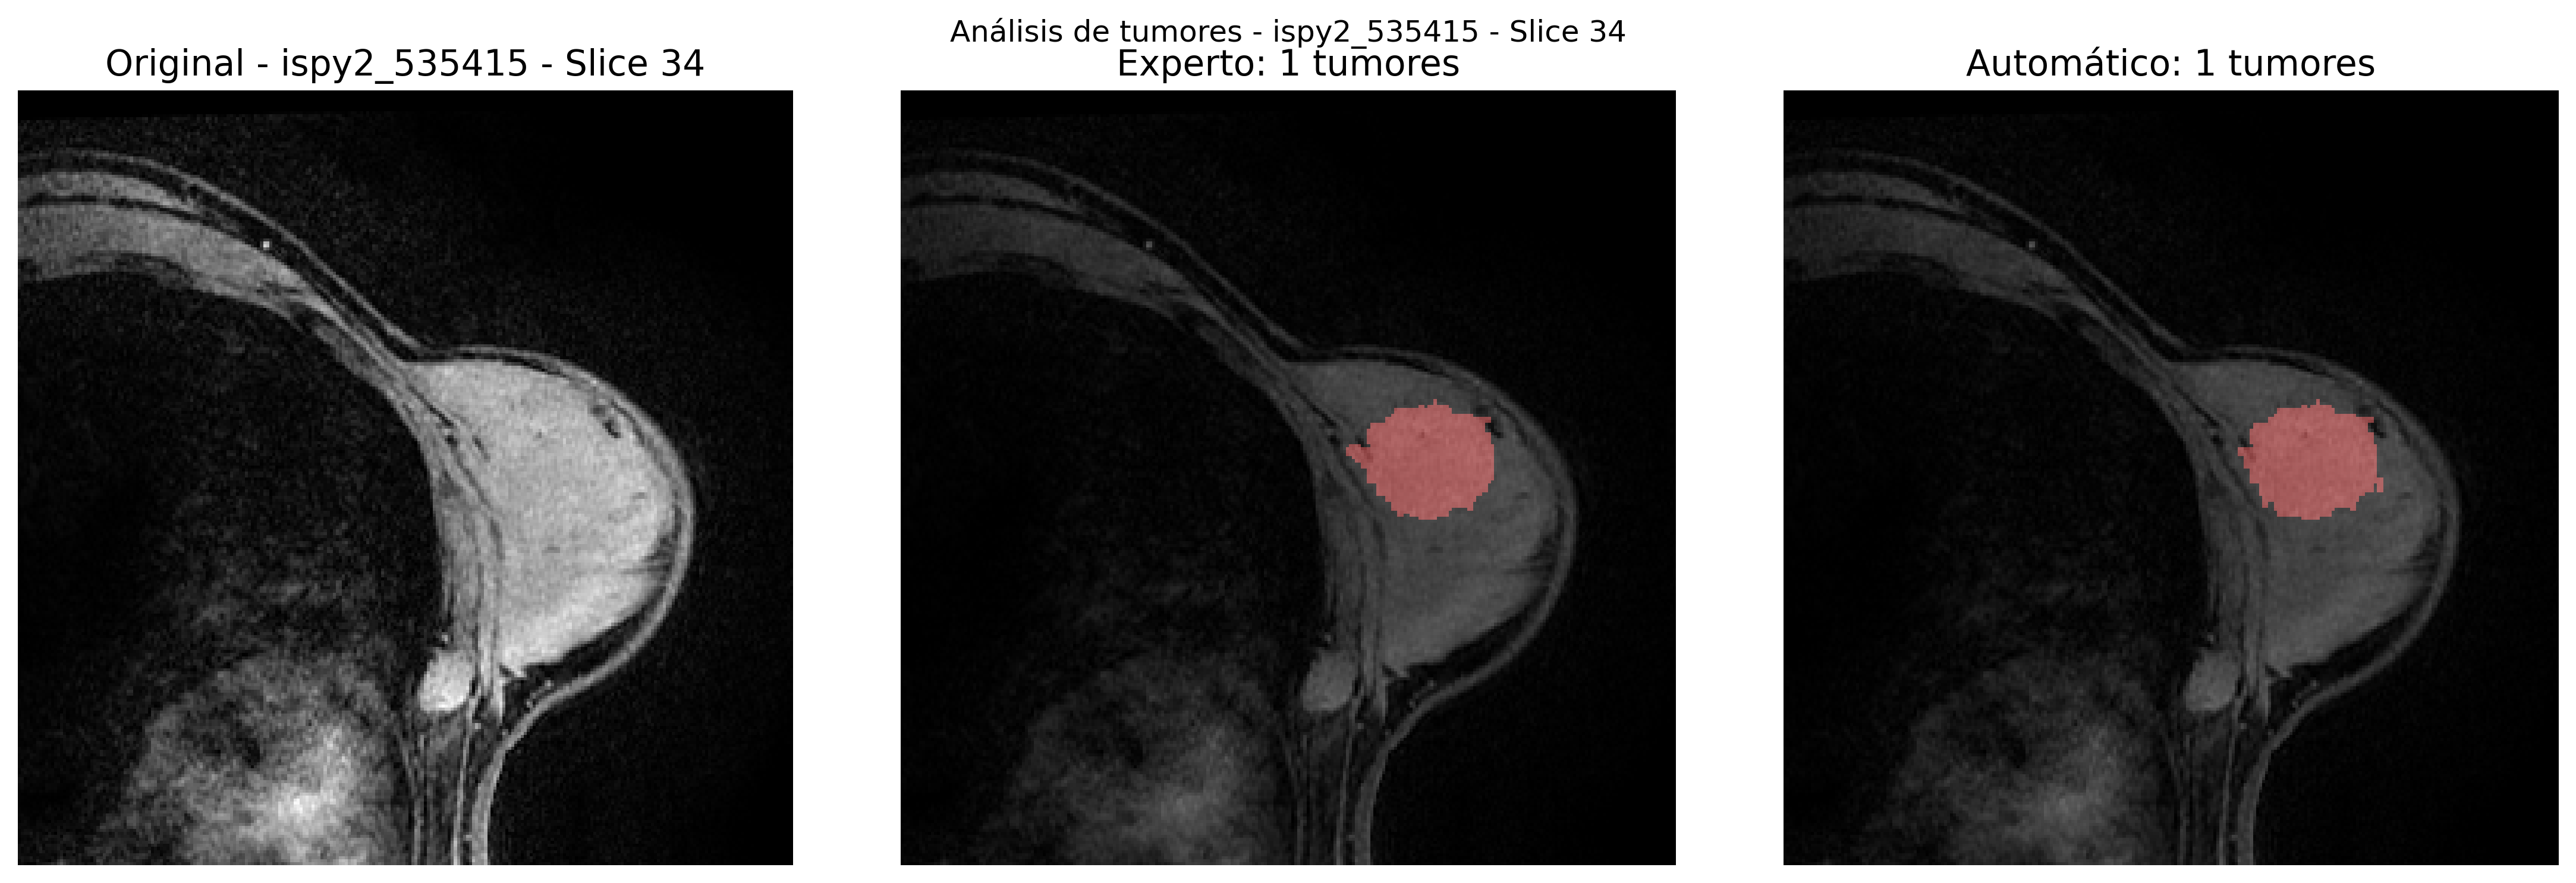 Análisis de tumores - ispy2_535415 - Slice 34
Original - ispy2_535415 - Slice 34
Experto: 1 tumores
Automático: 1 tumores